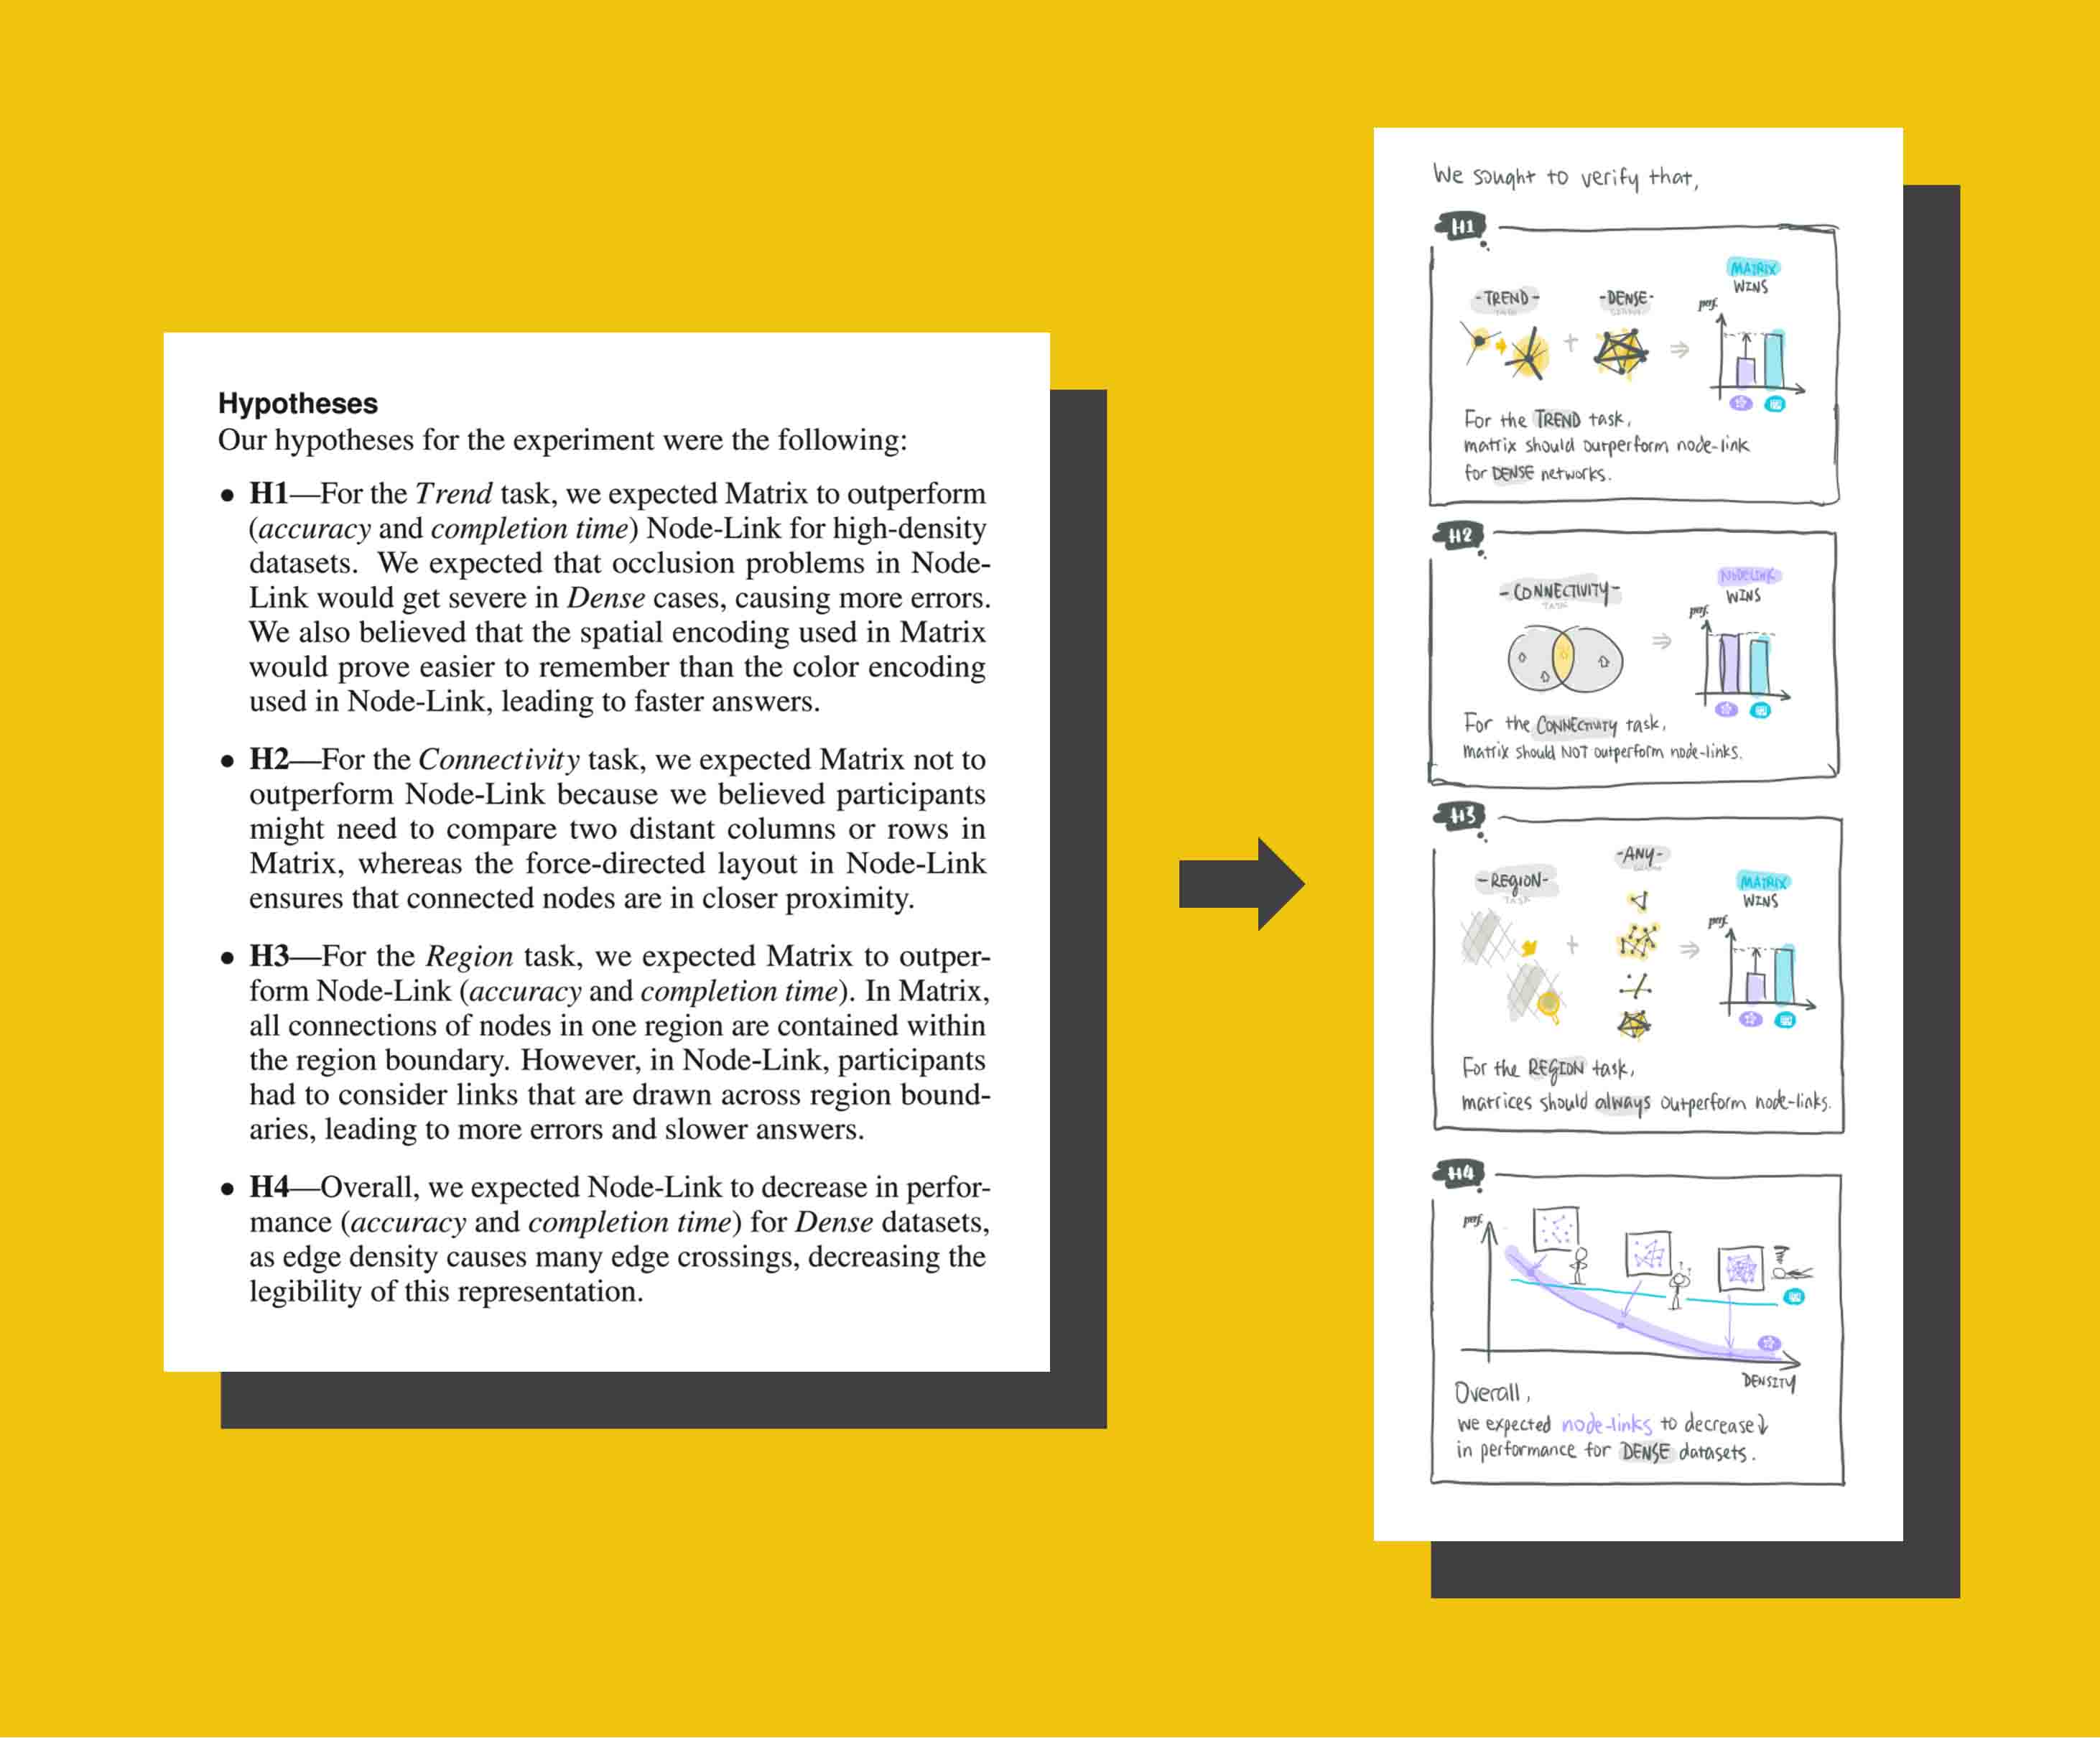 Hypotheses
Our hypotheses for the experiment were the following:
• H1—For the Trend task, we expected Matrix to outperform
(accuracy and completion time) Node-Link for high-density
datasets. We expected that occlusion problems in Node-
Link would get severe in Dense cases, causing more errors.
We also believed that the spatial encoding used in Matrix
would prove easier to remember than the color encoding
used in Node-Link, leading to faster answers.
• H2—For the Connectivity task, we expected Matrix not to
outperform Node-Link because we believed participants
might need to compare two distant columns or rows in
Matrix, whereas the force-directed layout in Node-Link
ensures that connected nodes are in closer proximity.
• H3—For the Region task, we expected Matrix to outper-
form Node-Link (accuracy and completion time). In Matrix,
all connections of nodes in one region are contained within
the region boundary. However, in Node-Link, participants
had to consider links that are drawn across region bound-
aries, leading to more errors and slower answers.
• H4—Overall, we expected Node-Link to decrease in perfor-
mance (accuracy and completion time) for Dense datasets,
as edge density causes many edge crossings, decreasing the
legibility of this representation.
We sought to verify that,
H1
MATRIX
WINS
-TREND-
TASK
-DENSE-
perf.
For the TREND task,
matrix should outperform node-link
for DENSE networks.
H2
NODELINK
WINS
-CONNECTIVITY-
TASK
perf.
For the CONNECTIVITY task,
matrix should NOT outperform node-links.
H3
-ANY-
-REGION-
TASK
MATRIX
WINS
perf.
For the REGION task,
matrices should always outperform node-links.
H4
perf.
DENSITY
Overall,
we expected node-links to decrease↓
in performance for DENSE datasets.